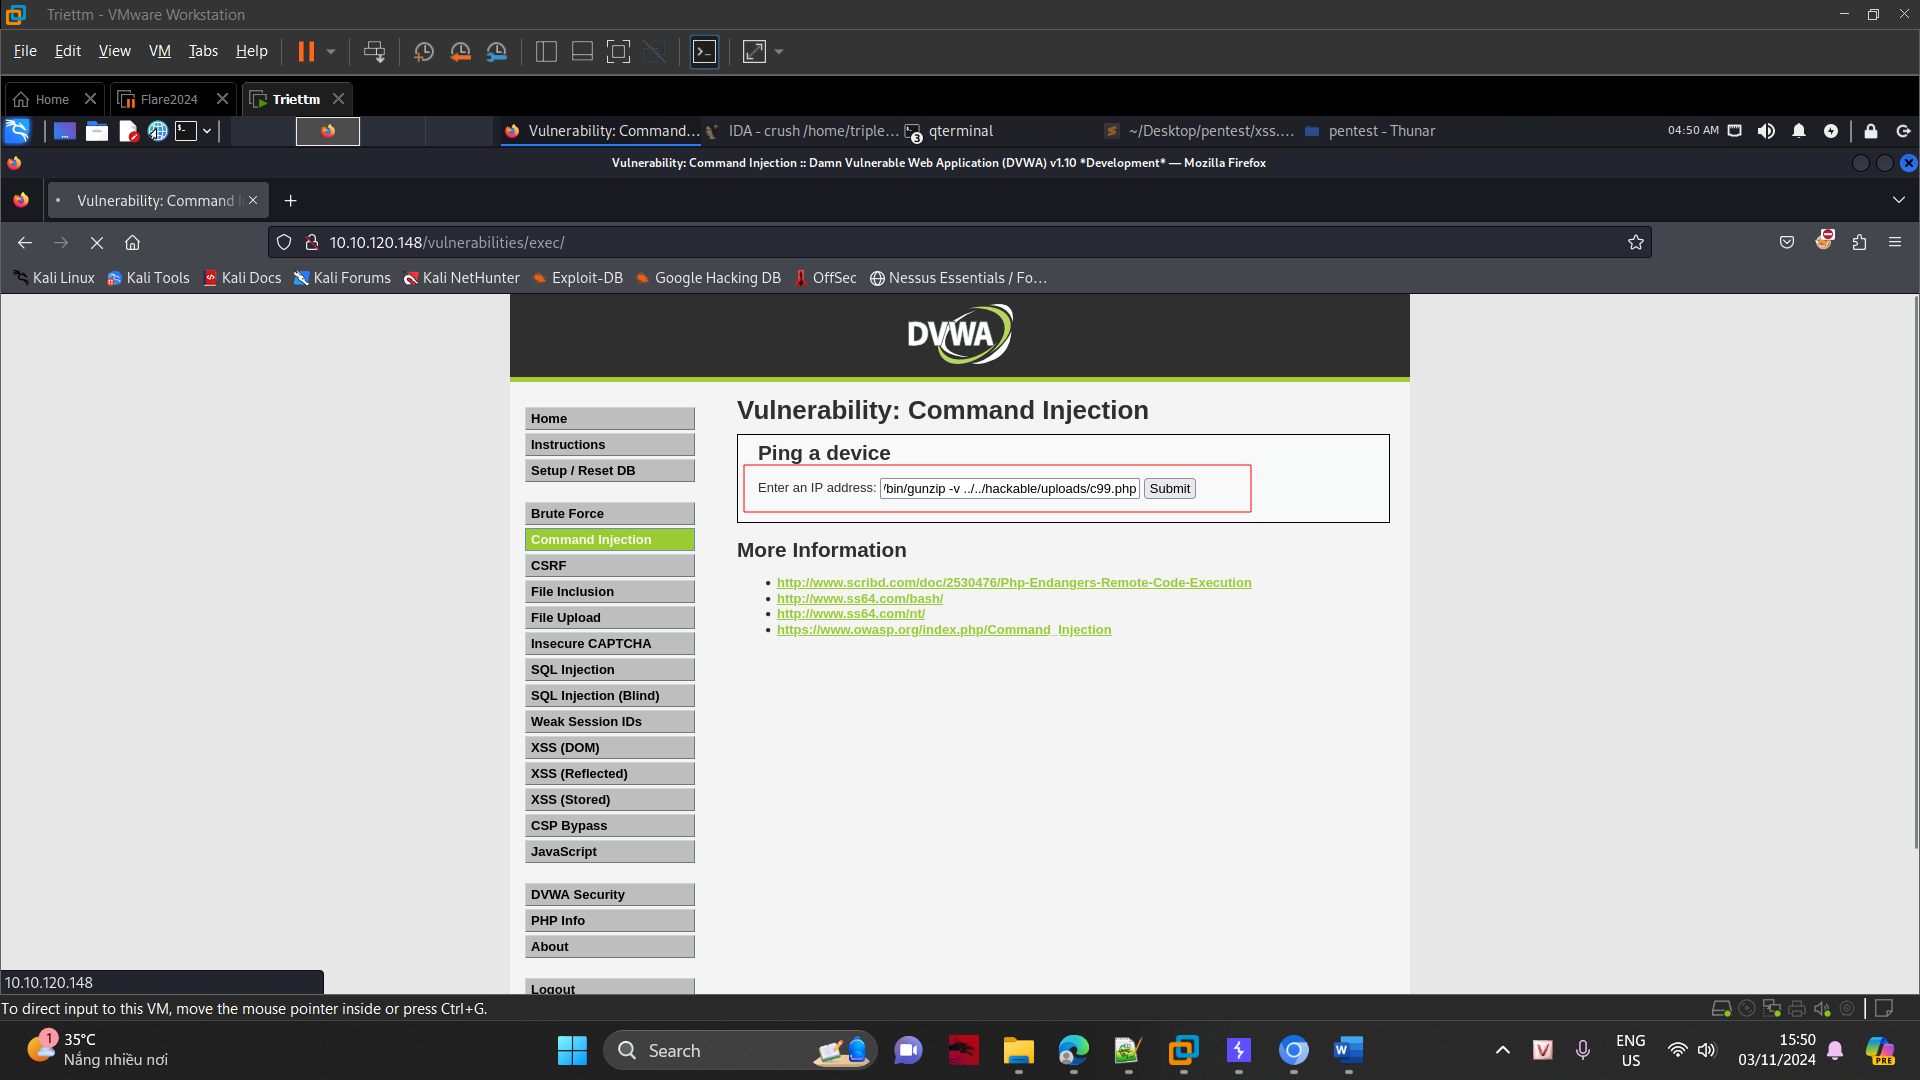 Triettm - VMware Workstation
File Edit View VM Tabs Help
Home Flare2024 Triettm
Vulnerability: Command... IDA - crush /home/triple... 3 qterminal ~/Desktop/pentest/xss.... pentest - Thunar 04:50 AM
Vulnerability: Command Injection :: Damn Vulnerable Web Application (DVWA) v1.10 *Development* — Mozilla Firefox
Vulnerability: Command I
10.10.120.148/vulnerabilities/exec/
Kali Linux Kali Tools Kali Docs Kali Forums Kali NetHunter Exploit-DB Google Hacking DB OffSec Nessus Essentials / Fo...
DVWA
Home
Instructions
Setup / Reset DB
Brute Force
Command Injection
CSRF
File Inclusion
File Upload
Insecure CAPTCHA
SQL Injection
SQL Injection (Blind)
Weak Session IDs
XSS (DOM)
XSS (Reflected)
XSS (Stored)
CSP Bypass
JavaScript
DVWA Security
PHP Info
About
Logout
Vulnerability: Command Injection
Ping a device
Enter an IP address: /bin/gunzip -v ../../hackable/uploads/c99.php Submit
More Information
http://www.scribd.com/doc/2530476/Php-Endangers-Remote-Code-Execution
http://www.ss64.com/bash/
http://www.ss64.com/nt/
https://www.owasp.org/index.php/Command_Injection
10.10.120.148
To direct input to this VM, move the mouse pointer inside or press Ctrl+G.
1 35°C
Nắng nhiều nơi
Search
ENG
US
15:50
03/11/2024
PRE